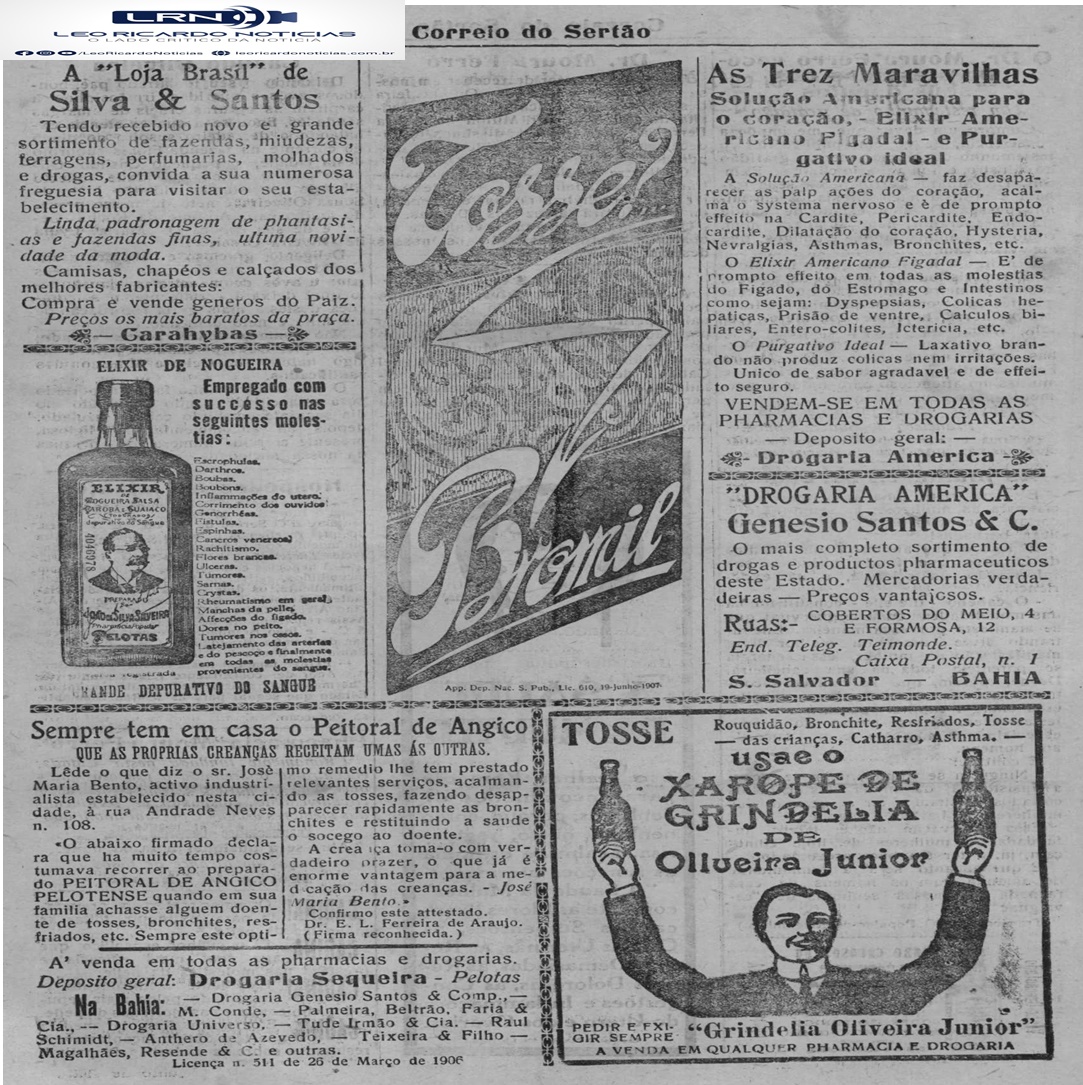 LRN
LEO RICARDO NOTICIAS
O LADO CRÍTICO DA NOTÍCIA
/LeoRicardoNoticias leoricardonoticias.com.br
Correio do Sertão
A "Loja Brasil" de
Silva & Santos
Tendo recebido novo e grande
sortimento de fazendas, miudezas,
ferragens, perfumarias, molhados
e drogas, convida a sua numerosa
freguesia para visitar o seu esta-
belecimento.
Linda padronagem de phantasi-
as e fazendas finas, ultima novi-
dade da moda.
Camisas, chapéos e calçados dos
melhores fabricantes:
Compra e vende generos do Paiz.
Preços os mais baratos da praça.
— Carahybas —
ELIXIR DE NOGUEIRA
Empregado com
successo nas
seguintes moles-
tias:
Escrophulas.
Darthros.
Boubas.
Boubons.
Inflammações do utero.
Corrimento dos ouvidos
Gonorrhéas.
Fistulas.
Espinhas.
Cancros venereos
Rachitismo.
Flores brancas.
Ulceras.
Tumores.
Sarnas.
Crystas.
Rheumatismo em geral
Manchas da pelle.
Affecções do figado.
Dores no peito.
Tumores nos ossos.
Latejamento das arterias
e do pescoço e finalmente
em todas as molestias
provenientes do sangue.
ELIXIR
NOGUEIRA SALSA
CAROBA E GUAIACO
depurativo do Sangue
PREPARADO
JOÃO DA SILVA SILVEIRA
PELOTAS
registrada
DEPURATIVO DO SANGUE
Tosse?
Bromil
App. Dep. Nac. S. Pub., Lic. 610, 19-Junho-1907
As Trez Maravilhas
Solução Americana para
o coração, - Elixir Ame-
ricano Figadal - e Pur-
gativo ideal
A Solução Americana — faz desapa-
recer as palp ações do coração, acal-
ma o systema nervoso e è de prompto
effeito na Cardite, Pericardite, Endo-
cardite, Dilatação do coração, Hysteria,
Nevralgias, Asthmas, Bronchites, etc.
O Elixir Americano Figadal — E' de
prompto effeito em todas as molestias
do Figado, do Estomago e Intestinos
como sejam: Dyspepsias, Colicas he-
paticas, Prisão de ventre, Calculos bi-
liares, Entero-colites, Ictericia, etc.
O Purgativo Ideal — Laxativo bran-
do não produz colicas nem irritações.
Unico de sabor agradavel e de effei-
to seguro.
VENDEM-SE EM TODAS AS
PHARMACIAS E DROGARIAS
— Deposito geral: —
- Drogaria America -
"DROGARIA AMERICA"
Genesio Santos & C.
O mais completo sortimento de
drogas e productos pharmaceuticos
deste Estado. Mercadorias verda-
deiras — Preços vantajosos.
Ruas:- COBERTOS DO MEIO, 4
E FORMOSA, 12
End. Teleg. Teimonde.
Caixa Postal, n. 1
S. Salvador — BAHIA
Sempre tem em casa o Peitoral de Angico
QUE AS PROPRIAS CREANÇAS RECEITAM UMAS ÁS OUTRAS.
Lêde o que diz o sr. Josè
Maria Bento, activo industri-
alista estabelecido nesta ci-
dade, à rua Andrade Neves
n. 108.
«O abaixo firmado decla-
ra que ha muito tempo cos-
tumava recorrer ao prepara-
do PEITORAL DE ANGICO
PELOTENSE quando em sua
familia achasse alguem doen-
te de tosses, bronchites, res-
friados, etc. Sempre este opti-
mo remedio lhe tem prestado
relevantes serviços, acalman-
do as tosses, fazendo desap-
parecer rapidamente as bron-
chites e restituindo a saude
o socego ao doente.
A crea iça toma-o com ver-
dadeiro prazer, o que já é
enorme vantagem para a me-
dicação das creanças. - José
Maria Bento.»
Confirmo este attestado.
Dr. E. L. Ferreira de Araujo.
(Firma reconhecida.)
A' venda em todas as pharmacias e drogarias.
Deposito geral: Drogaria Sequeira - Pelotas
Na Bahia: — Drogaria Genesio Santos & Comp.,—
M. Conde, — Palmeira, Beltrão, Faria &
Cia., -- Drogaria Universo, — Tude Irmão & Cia. — Raul
Schimidt, — Anthero de Azevedo, — Teixeira & Filho —
Magalhães, Resende & C. e outras.
Licença n. 511 de 26 de Março de 1906
TOSSE Rouquidão, Bronchite, Resfriados, Tosse
— das crianças, Catharro, Asthma. —
usae o
XAROPE DE
GRINDELIA
DE
Oliveira Junior
PEDIR E EXI-
GIR SEMPRE "Grindelia Oliveira Junior"
A VENDA EM QUALQUER PHARMACIA E DROGARIA